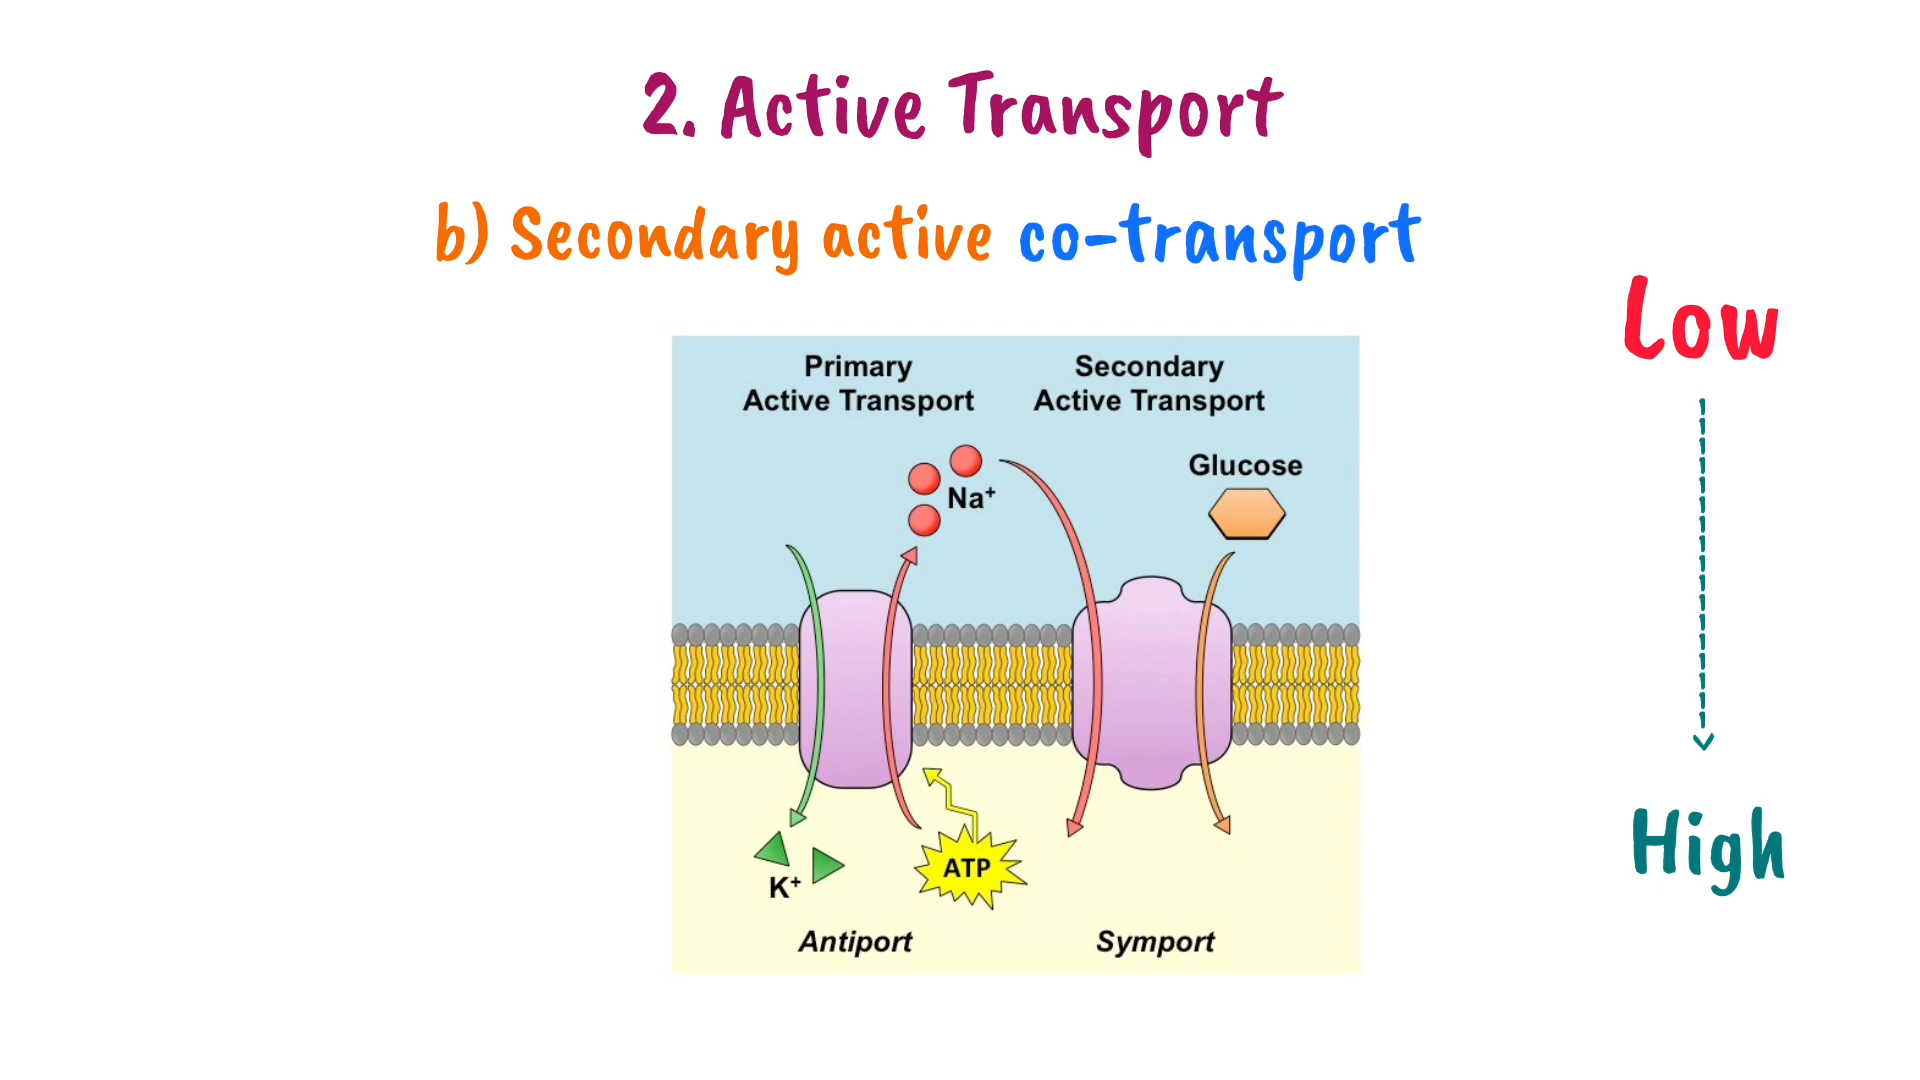 2. Active Transport
b) Secondary active co-transport
Low
Primary
Active Transport
Secondary
Active Transport
Glucose
Na⁺
K⁺
ATP
High
Antiport
Symport